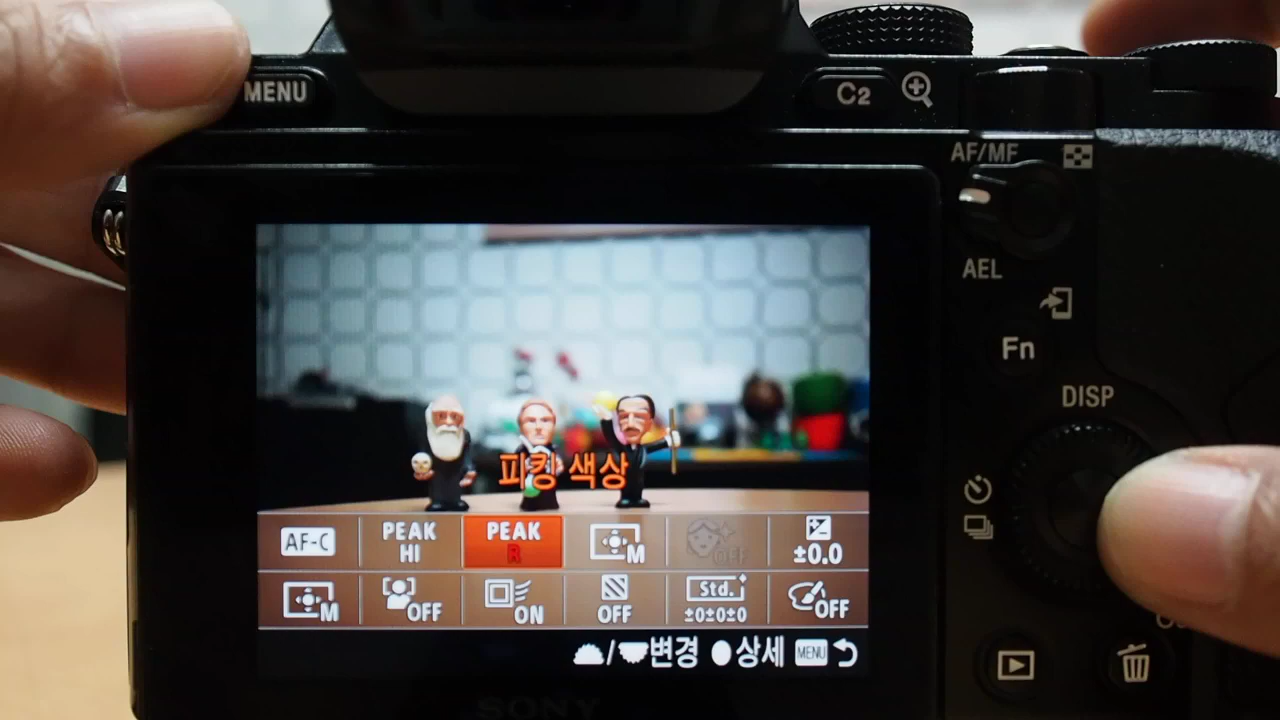 MENU
C2
AF/MF
AEL
Fn
DISP
피킹 색상
AF-C
PEAK
HI
PEAK
R
M
OFF
±0.0
M
OFF
ON
OFF
Std.
±0±0±0
OFF
/변경 상세 MENU
SONY